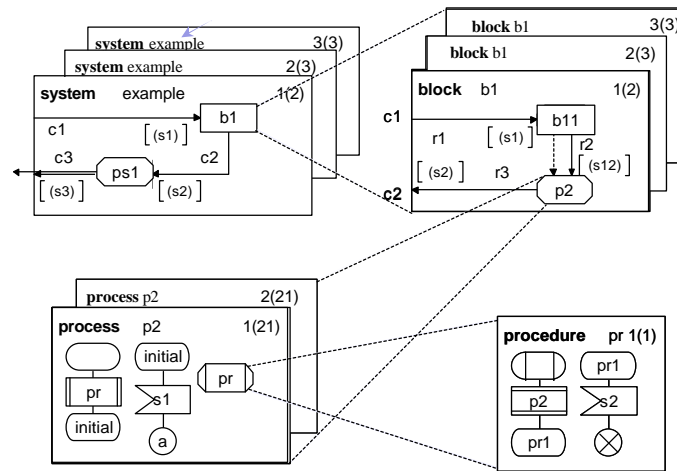 system example
3(3)
system example
2(3)
system example
1(2)
c1
[(s1)]
b1
c3
c2
ps1
[(s3)]
[(s2)]
block b1
3(3)
block b1
2(3)
block b1
1(2)
c1
b11
r1
[(s1)]
r2
[(s2)]
r3
[(s12)]
c2
p2
process p2
2(21)
process p2
1(21)
initial
pr
s1
pr
initial
a
procedure pr 1(1)
pr1
p2
s2
pr1